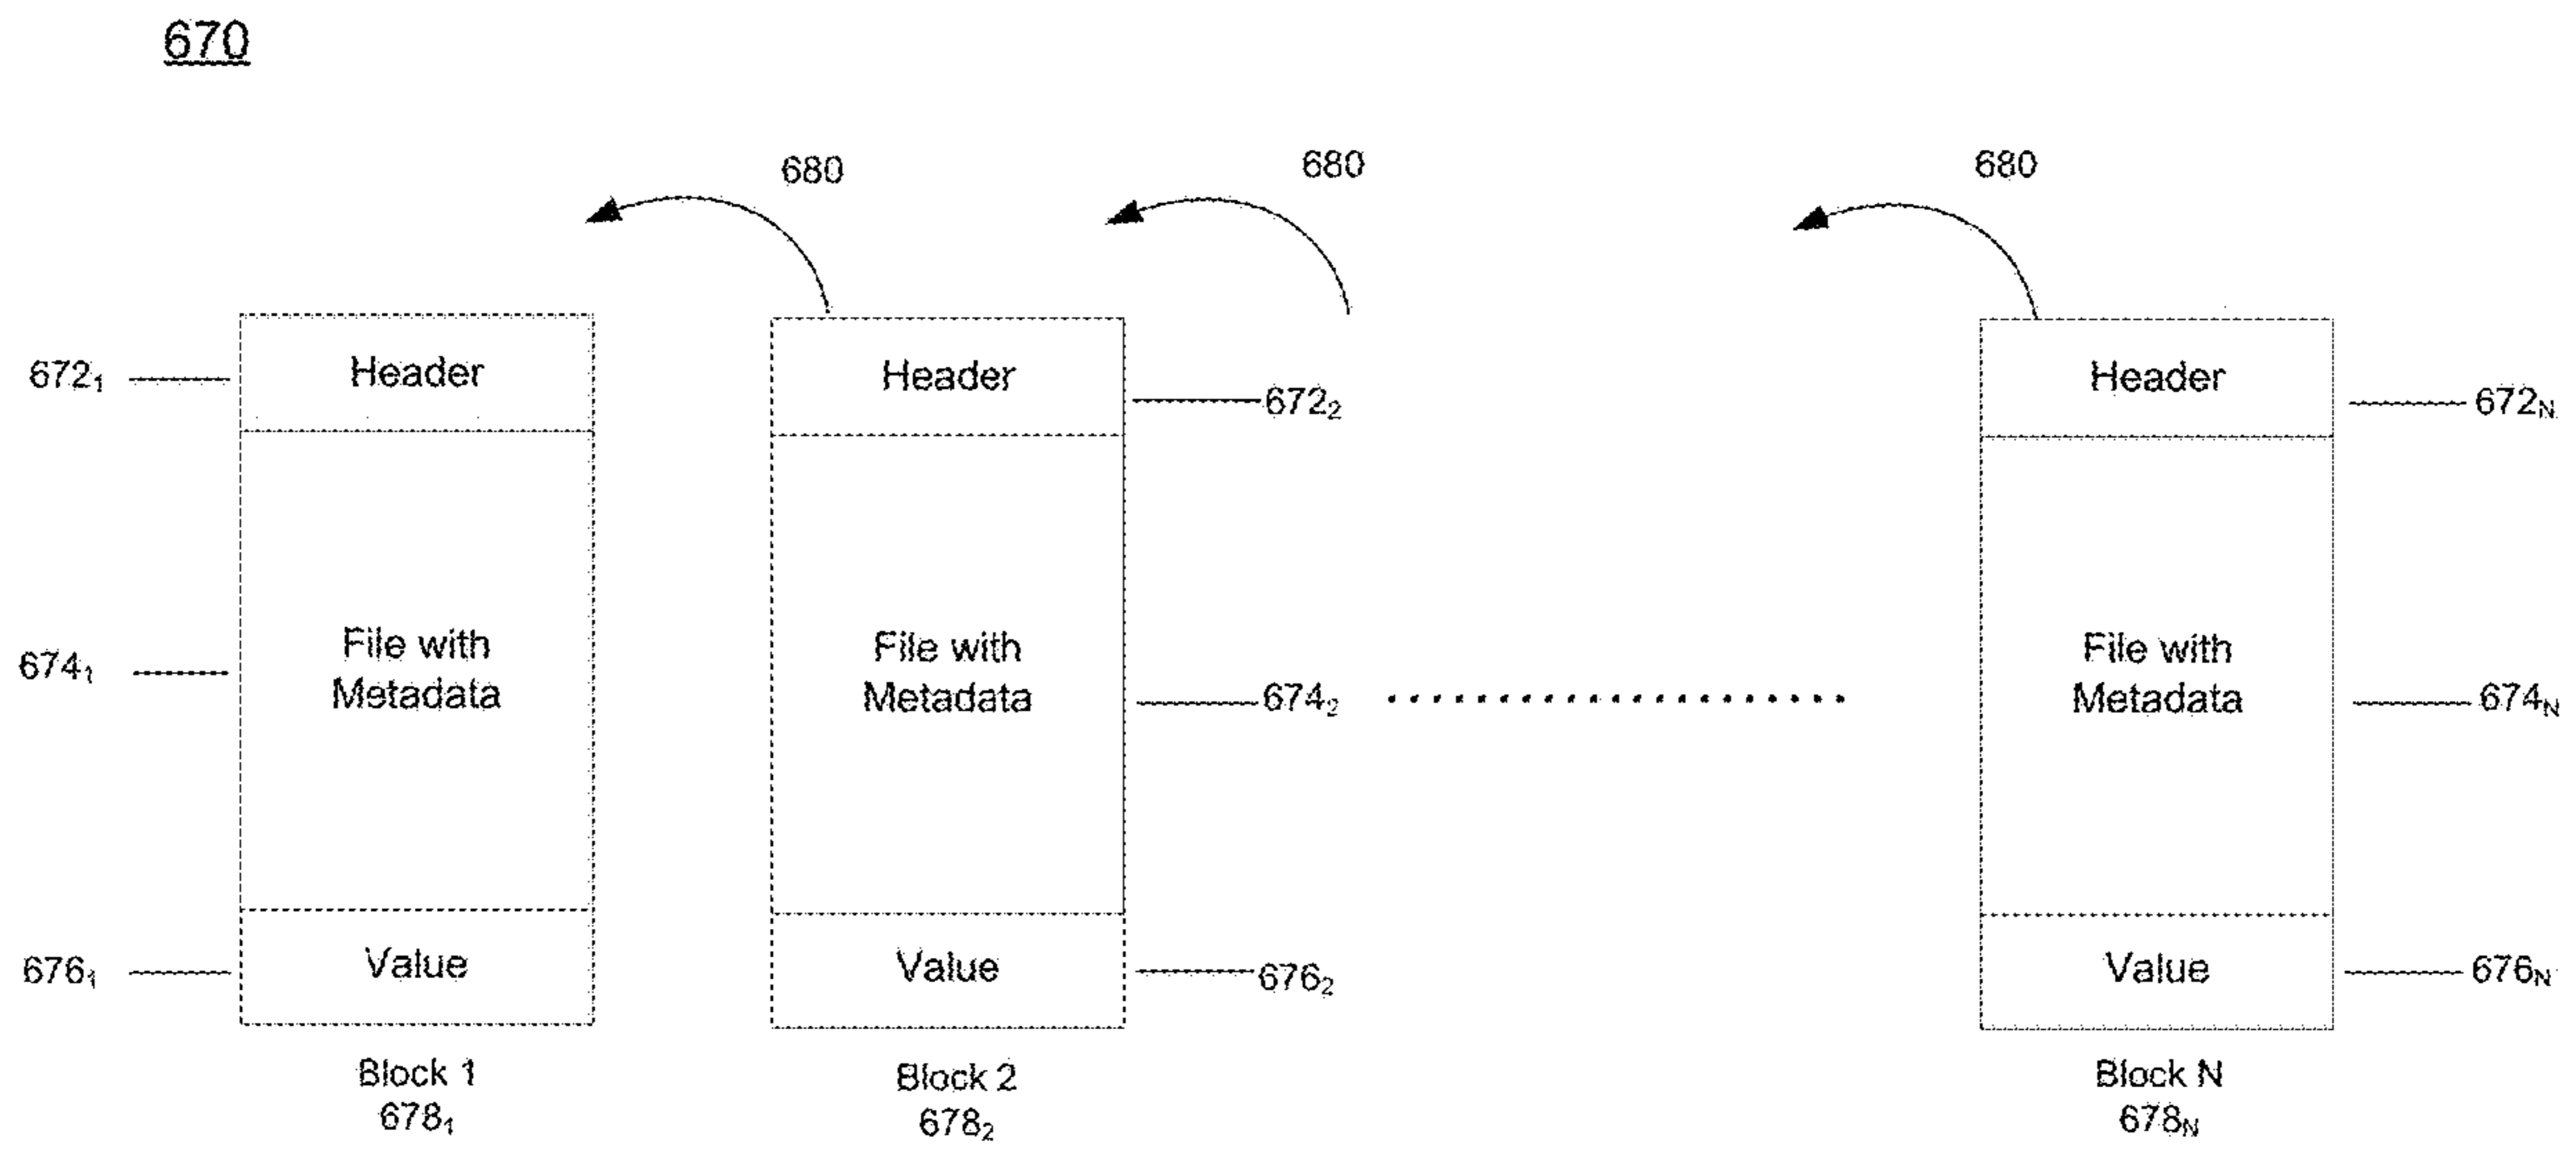 670
680 680 680
672₁ Header Header 672₂ Header 672N
File with File with File with
674₁ Metadata Metadata 674₂ Metadata 674N
676₁ Value Value 676₂ Value 676N
Block 1 Block 2 Block N
678₁ 678₂ 678N